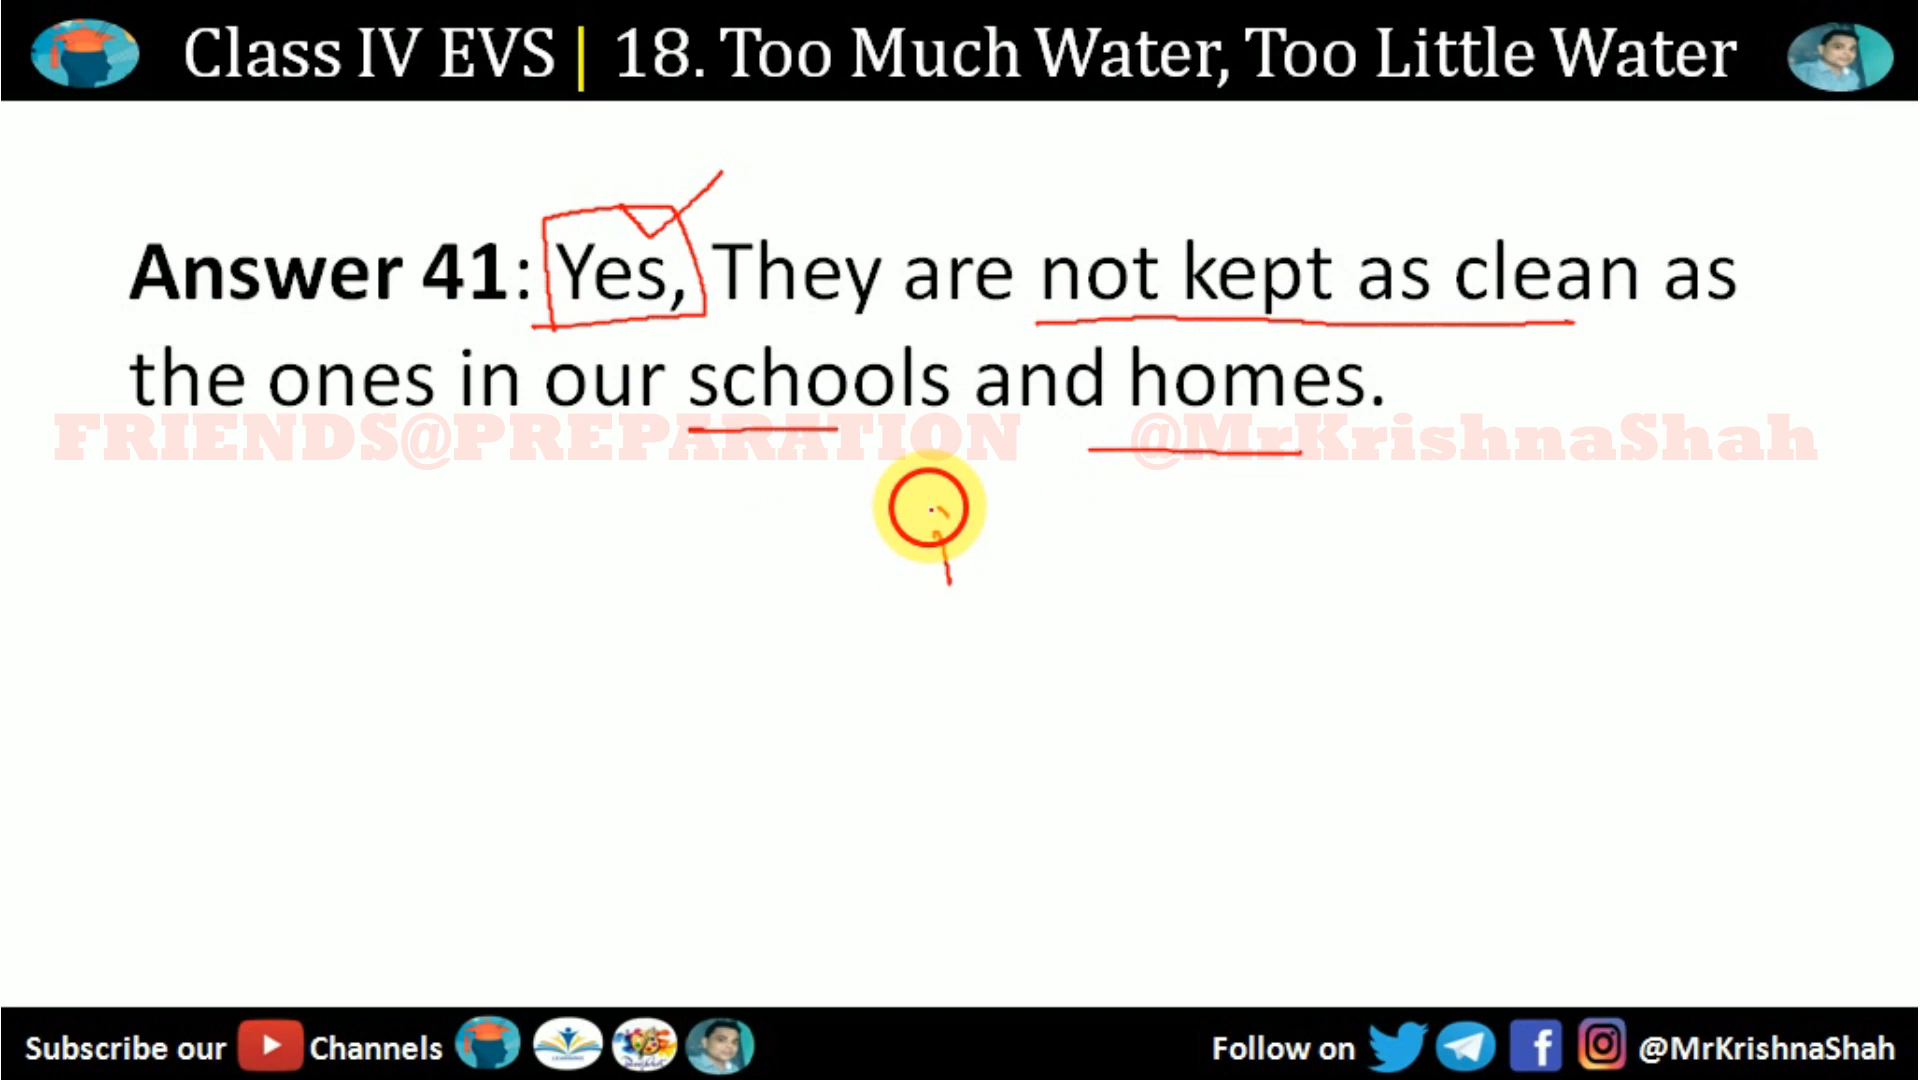 Class IV EVS | 18. Too Much Water, Too Little Water
Answer 41: Yes, They are not kept as clean as
the ones in our schools and homes.
FRIENDS@PREPARATION @MrKrishnaShah
Subscribe our Channels Follow on @MrKrishnaShah